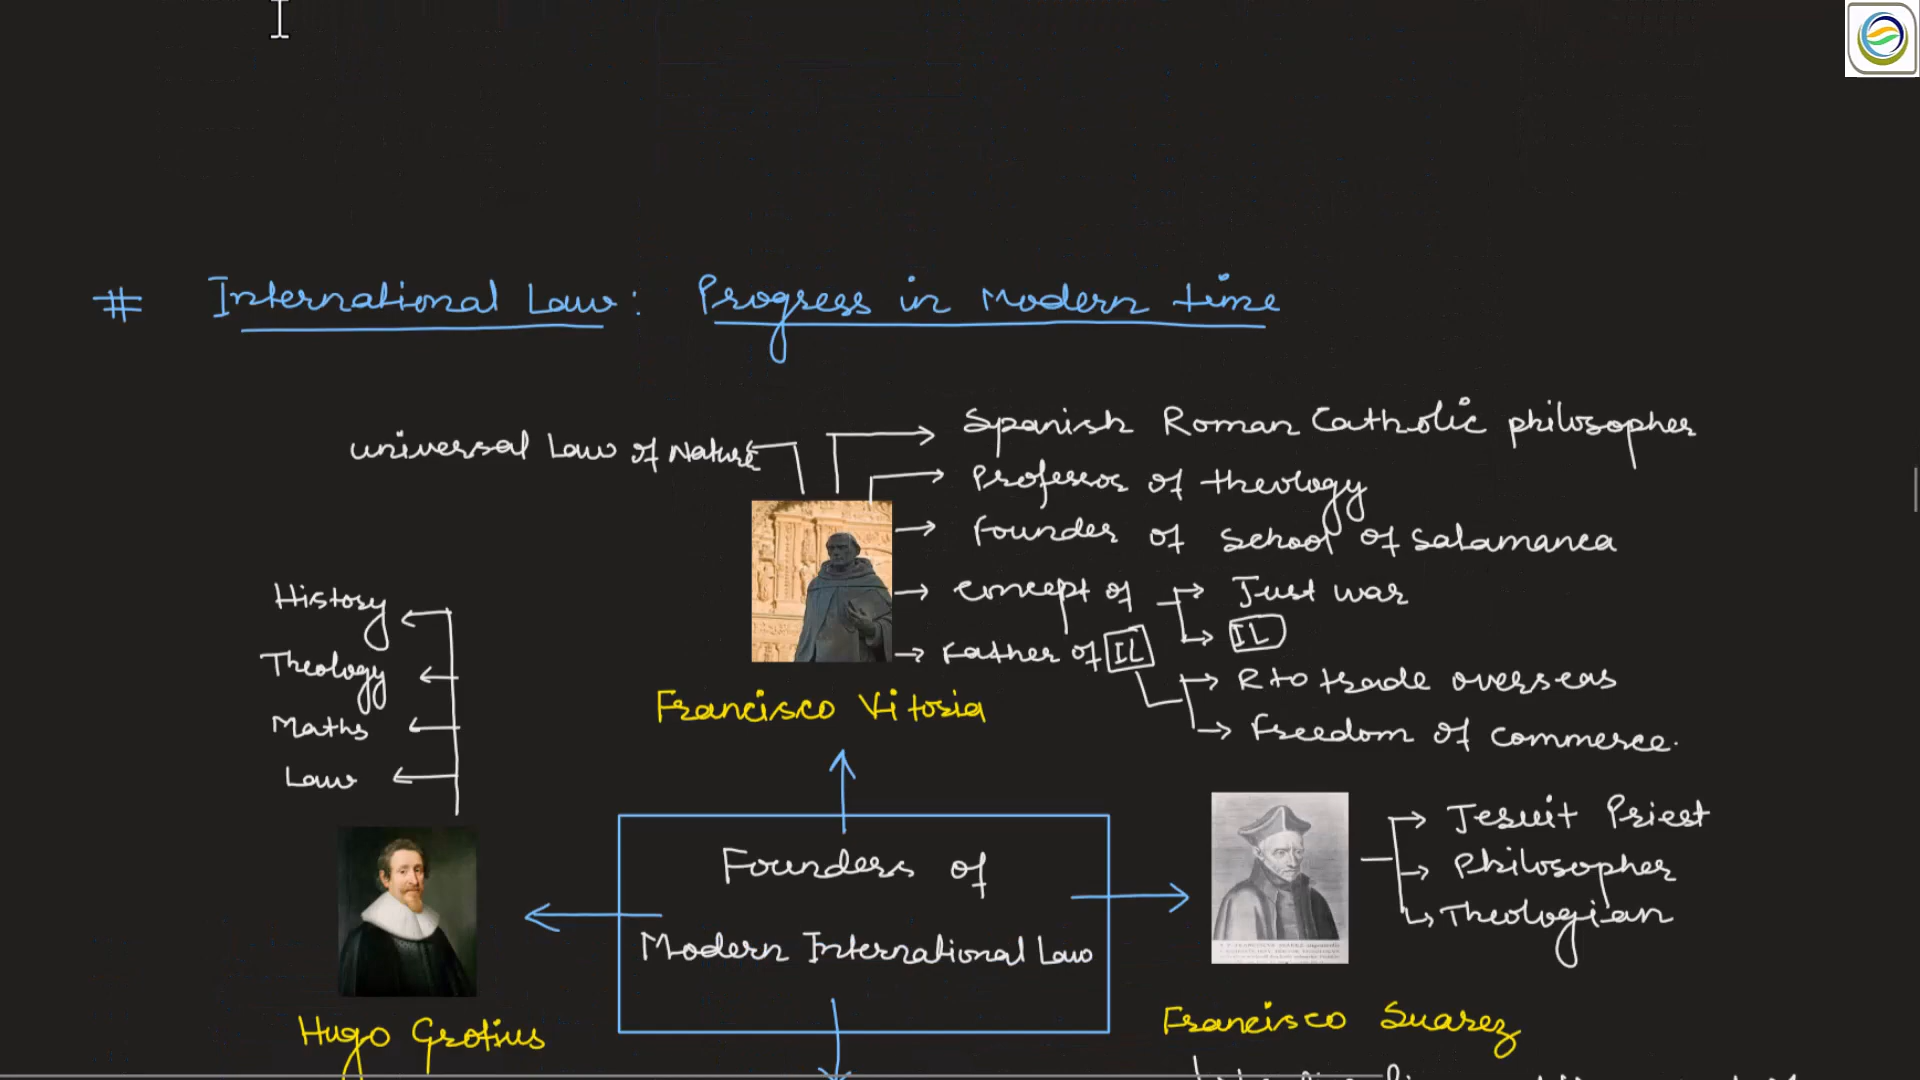 # International Law: Progress in Modern time
universal Law of Nature
Spanish Roman Catholic philosopher
Professor of theology
Founder of School of Salamanca
Concept of
Just war
IL
Father of IL
R to trade overseas
Freedom of commerce.
Francisco Vitoria
History
Theology
Maths
Law
Hugo Grotius
Founders of
Modern International Law
Jesuit Priest
Philosopher
Theologian
Francisco Suarez